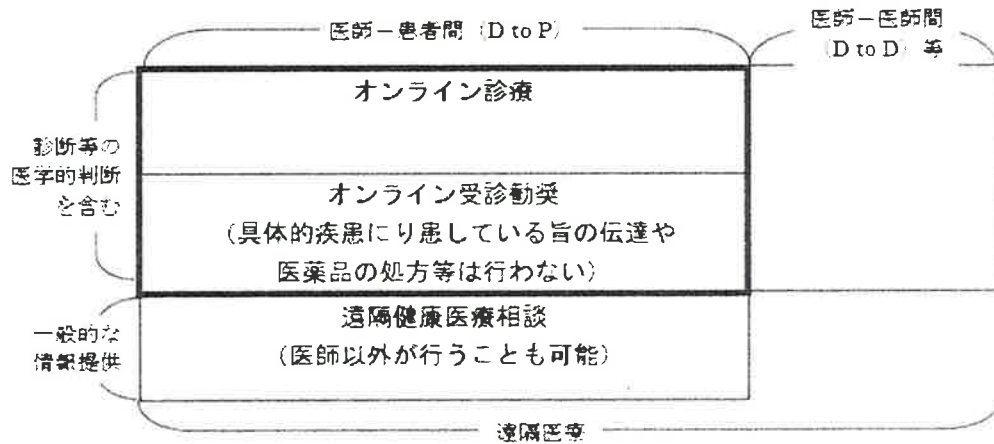 医師－患者間（D to P）
医師－医師間
（D to D）等
オンライン診療
診断等の
医学的判断
を含む
オンライン受診勧奨
（具体的疾患にり患している旨の伝達や
医薬品の処方等は行わない）
一般的な
情報提供
遠隔健康医療相談
（医師以外が行うことも可能）
遠隔医療